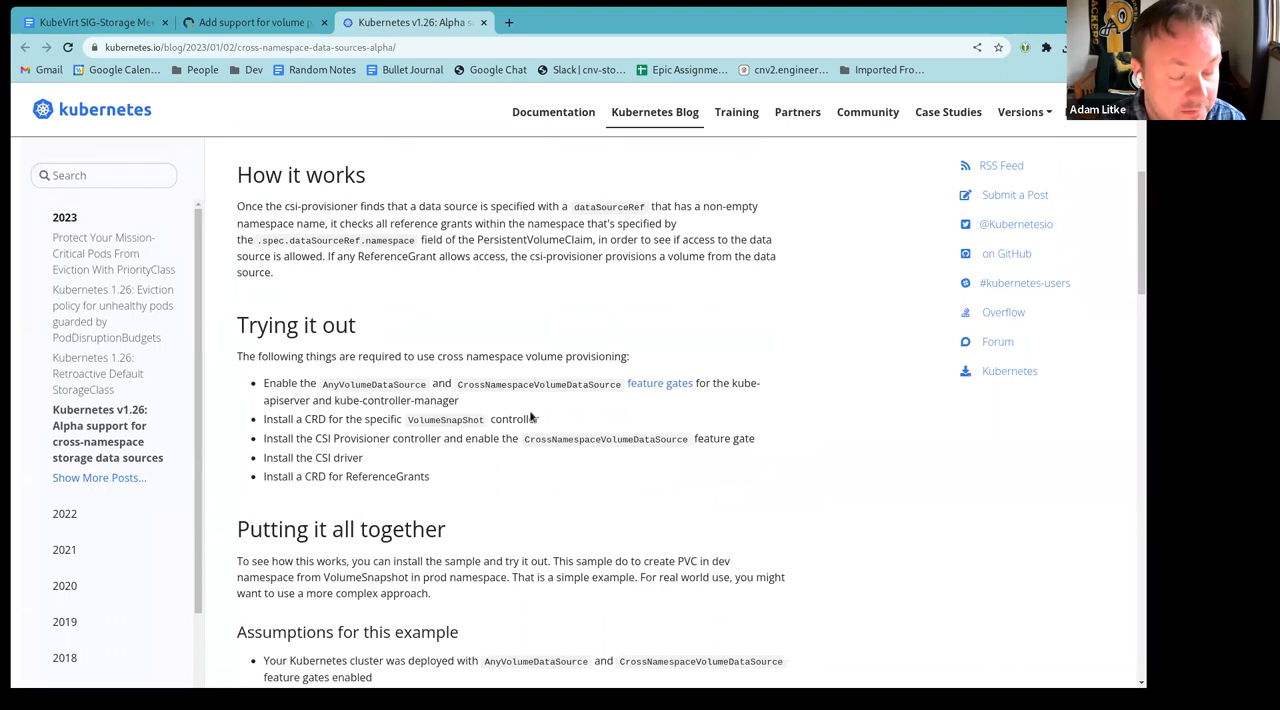 KubeVirt SIG-Storage Me
Add support for volume p
Kubernetes v1.26: Alpha s
kubernetes.io/blog/2023/01/02/cross-namespace-data-sources-alpha/
Gmail
Google Calen...
People
Dev
Random Notes
Bullet Journal
Google Chat
Slack | cnv-sto...
Epic Assignme...
cnv2.engineer...
Imported Fro...
Adam Litke
kubernetes
Documentation
Kubernetes Blog
Training
Partners
Community
Case Studies
Versions
Search
2023
Protect Your Mission-
Critical Pods From
Eviction With PriorityClass
Kubernetes 1.26: Eviction
policy for unhealthy pods
guarded by
PodDisruptionBudgets
Kubernetes 1.26:
Retroactive Default
StorageClass
Kubernetes v1.26:
Alpha support for
cross-namespace
storage data sources
Show More Posts...
2022
2021
2020
2019
2018
How it works
Once the csi-provisioner finds that a data source is specified with a dataSourceRef that has a non-empty
namespace name, it checks all reference grants within the namespace that's specified by
the .spec.dataSourceRef.namespace field of the PersistentVolumeClaim, in order to see if access to the data
source is allowed. If any ReferenceGrant allows access, the csi-provisioner provisions a volume from the data
source.
Trying it out
The following things are required to use cross namespace volume provisioning:
Enable the AnyVolumeDataSource and CrossNamespaceVolumeDataSource feature gates for the kube-
apiserver and kube-controller-manager
Install a CRD for the specific VolumeSnapShot controller
Install the CSI Provisioner controller and enable the CrossNamespaceVolumeDataSource feature gate
Install the CSI driver
Install a CRD for ReferenceGrants
Putting it all together
To see how this works, you can install the sample and try it out. This sample do to create PVC in dev
namespace from VolumeSnapshot in prod namespace. That is a simple example. For real world use, you might
want to use a more complex approach.
Assumptions for this example
Your Kubernetes cluster was deployed with AnyVolumeDataSource and CrossNamespaceVolumeDataSource
feature gates enabled
RSS Feed
Submit a Post
@Kubernetesio
on GitHub
#kubernetes-users
Overflow
Forum
Kubernetes